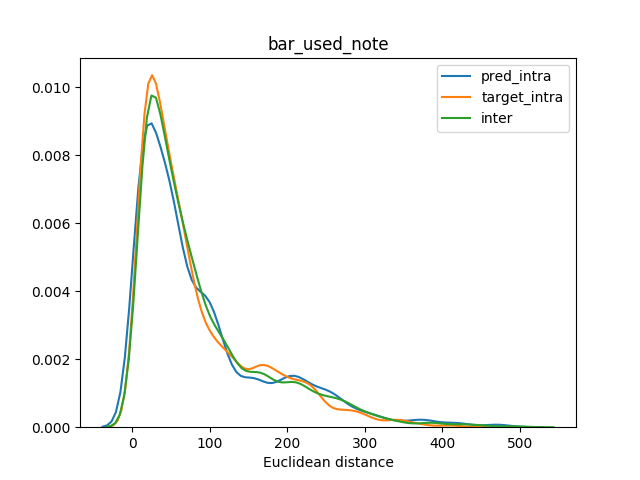 bar_used_note
pred_intra
target_intra
inter
0.010
0.008
0.006
0.004
0.002
0.000
0 100 200 300 400 500
Euclidean distance